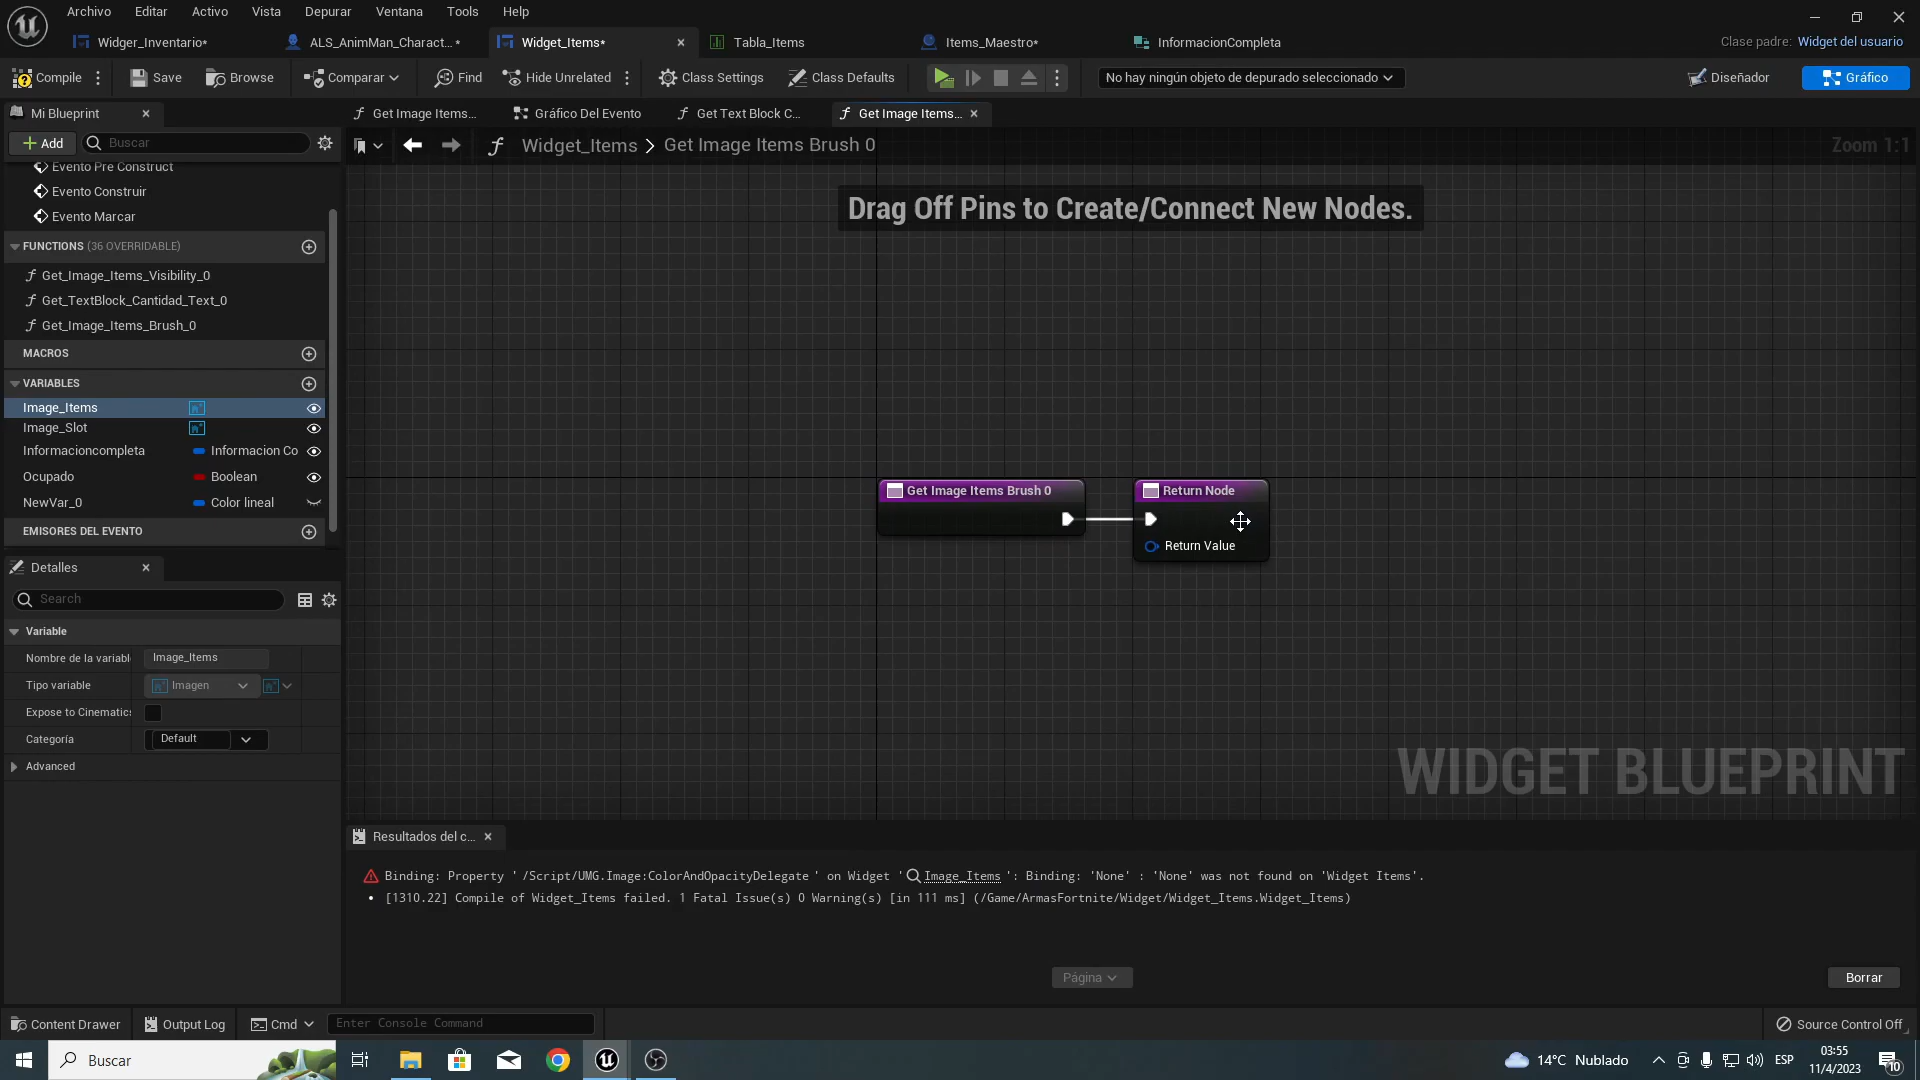 Archivo Editar Activo Vista Depurar Ventana Tools Help
Widger_Inventario* ALS_AnimMan_Charact... * Widget_Items* Tabla_Items Items_Maestro* InformacionCompleta Clase padre: Widget del usuario
Compile Save Browse Comparar Find Hide Unrelated Class Settings Class Defaults No hay ningún objeto de depurado seleccionado Diseñador Gráfico
Mi Blueprint Get Image Items... Gráfico Del Evento Get Text Block C... Get Image Items...
Add Buscar Widget_Items > Get Image Items Brush 0 Zoom 1:1
Evento Pre Construct
Evento Construir
Evento Marcar
FUNCTIONS (36 OVERRIDABLE)
Get_Image_Items_Visibility_0
Get_TextBlock_Cantidad_Text_0
Get_Image_Items_Brush_0
MACROS
VARIABLES
Image_Items
Image_Slot
Informacioncompleta Informacion Co
Ocupado Boolean
NewVar_0 Color lineal
EMISORES DEL EVENTO
Drag Off Pins to Create/Connect New Nodes.
Get Image Items Brush 0 Return Node
Return Value
WIDGET BLUEPRINT
Detalles
Search
Variable
Nombre de la variabl Image_Items
Tipo variable Imagen
Expose to Cinematics
Categoría Default
Advanced
Resultados del c...
Binding: Property ' /Script/UMG.Image:ColorAndOpacityDelegate ' on Widget ' Image_Items ': Binding: 'None' : 'None' was not found on 'Widget Items'.
• [1310.22] Compile of Widget_Items failed. 1 Fatal Issue(s) 0 Warning(s) [in 111 ms] (/Game/ArmasFortnite/Widget/Widget_Items.Widget_Items)
Página Borrar
Content Drawer Output Log Cmd Enter Console Command Source Control Off
Buscar 14°C Nublado ESP 03:55
11/4/2023 10